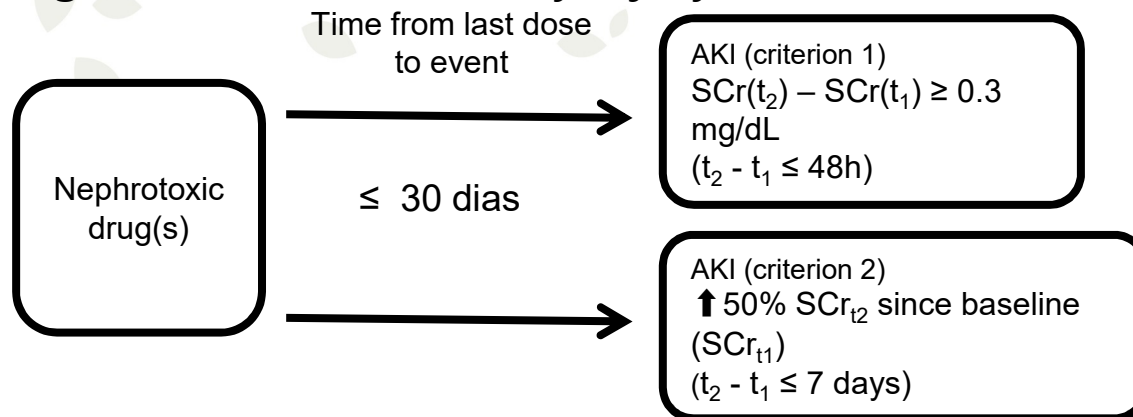 Time from last dose
to event
Nephrotoxic
drug(s)
≤ 30 dias
AKI (criterion 1)
SCr(t₂) – SCr(t₁) ≥ 0.3
mg/dL
(t₂ - t₁ ≤ 48h)
AKI (criterion 2)
⬆50% SCrₜ₂ since baseline
(SCrₜ₁)
(t₂ - t₁ ≤ 7 days)